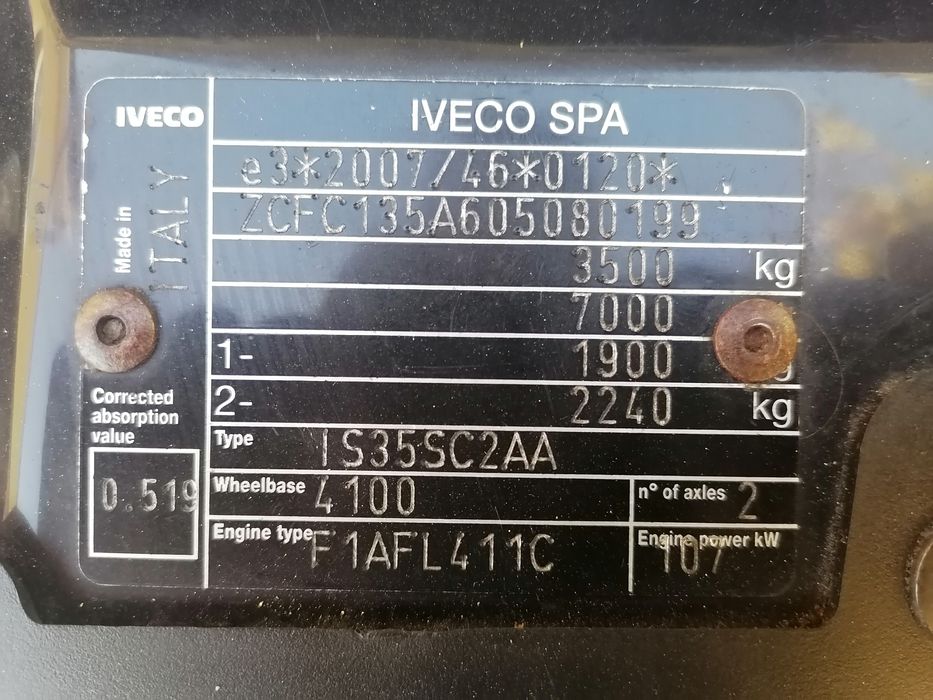 IVECO
IVECO SPA
Made in
ITALY
e3*2007/46*0120*
ZCFC135A605080199
3500 kg
7000
1- 1900
2- 2240 kg
Corrected
absorption
value
0.519
Type IS35SC2AA
Wheelbase 4100
n° of axles 2
Engine type F1AFL411C
Engine power kW 107